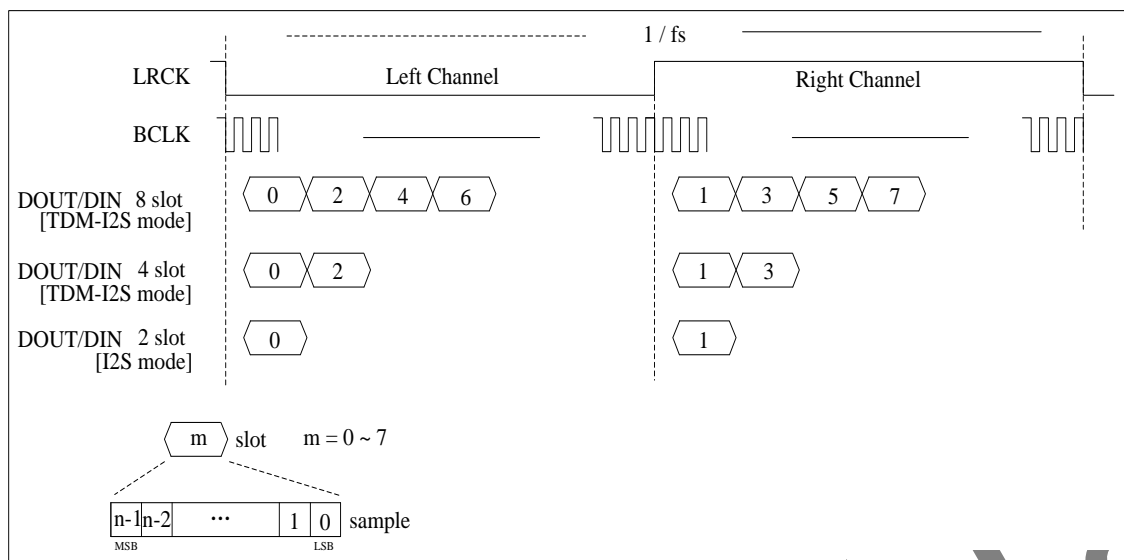 1 / fs
LRCK Left Channel Right Channel
BCLK
DOUT/DIN 8 slot 0 2 4 6 1 3 5 7
[TDM-I2S mode]
DOUT/DIN 4 slot 0 2 1 3
[TDM-I2S mode]
DOUT/DIN 2 slot 0 1
[I2S mode]
m slot m = 0 ~ 7
n-1 n-2 ... 1 0 sample
MSB LSB